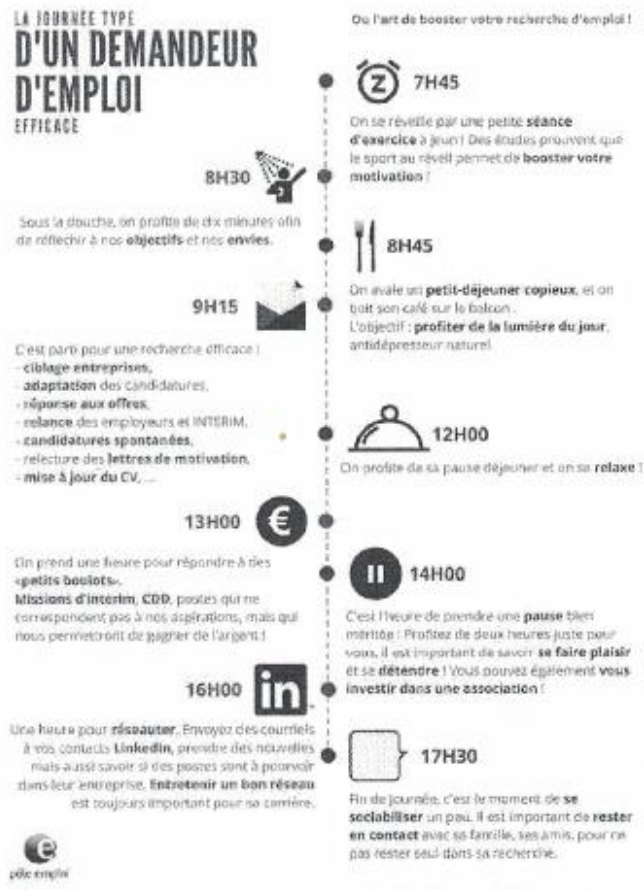 LA JOURNÉE TYPE
D'UN DEMANDEUR
D'EMPLOI
EFFICACE
Ou l'art de booster votre recherche d'emploi !
7H45
On se réveille par une petite séance
d'exercice à jeun ! Des études prouvent que
le sport au réveil permet de booster votre
motivation !
8H30
Sous la douche, on profite de dix minutes afin
de réfléchir à nos objectifs et nos envies.
8H45
On avale un petit-déjeuner copieux, et on
boit son café sur le balcon.
L'objectif : profiter de la lumière du jour,
antidépresseur naturel
9H15
C'est parti pour une recherche efficace !
- ciblage entreprises,
- adaptation des candidatures,
- réponse aux offres,
- relance des employeurs et INTERIM,
- candidatures spontanées,
- relecture des lettres de motivation,
- mise à jour du CV, ...
12H00
On profite de sa pause déjeuner et on se relaxe !
13H00
€
On prend une heure pour répondre à des
«petits boulots».
Missions d'intérim, CDD, postes qui ne
correspondent pas à nos aspirations, mais qui
nous permettront de gagner de l'argent !
14H00
C'est l'heure de prendre une pause bien
méritée ! Profitez de deux heures juste pour
vous, il est important de savoir se faire plaisir
et se détendre ! Vous pouvez également vous
investir dans une association !
16H00
in
Une heure pour réseauter. Envoyez des courriels
à vos contacts LinkedIn, prendre des nouvelles
mais aussi savoir si des postes sont à pourvoir
dans leur entreprise. Entretenir un bon réseau
est toujours important pour sa carrière.
17H30
Fin de journée, c'est le moment de se
sociabiliser un peu. Il est important de rester
en contact avec sa famille, ses amis, pour ne
pas rester seul dans sa recherche.
pôle emploi